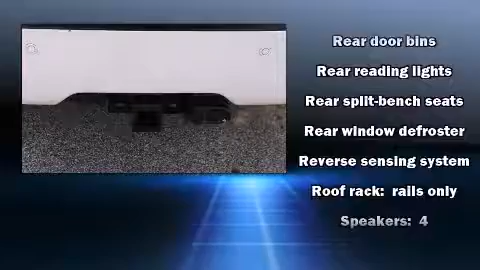 Rear door bins
Rear reading lights
Rear split-bench seats
Rear window defroster
Reverse sensing system
Roof rack: rails only
Speakers: 4